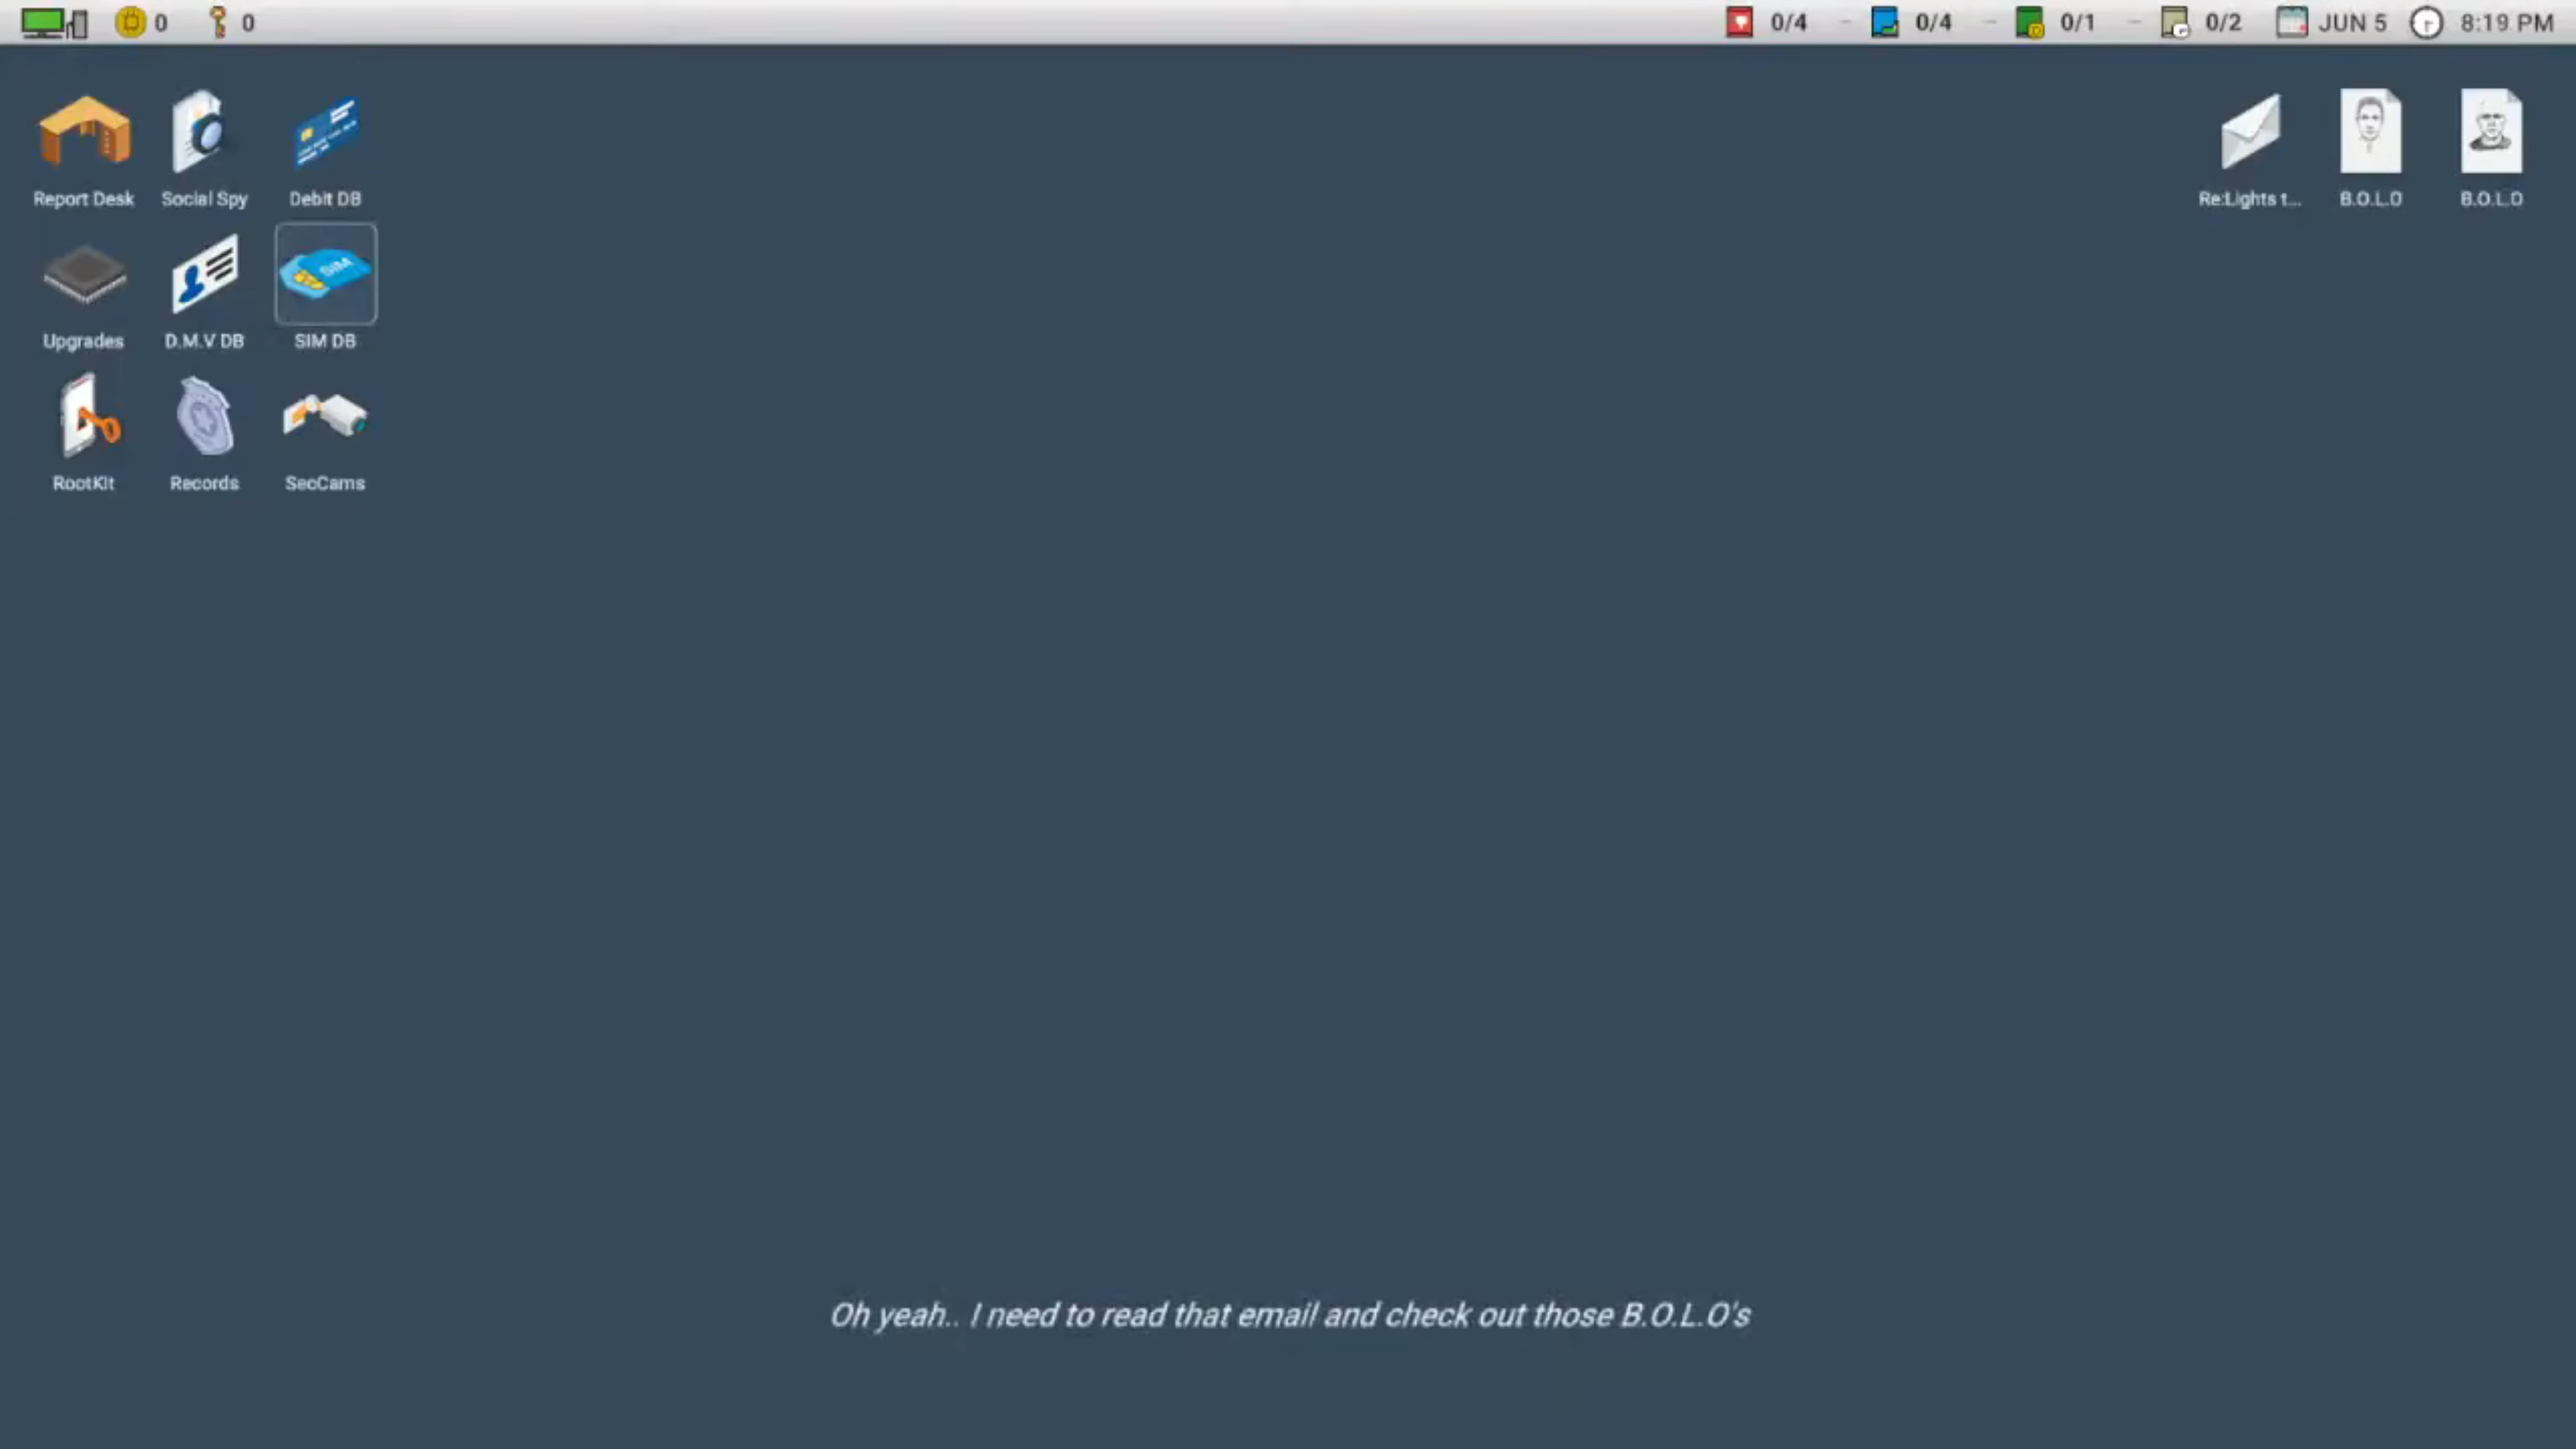 0 0 0/4 - 0/4 - 0/1 - 0/2 JUN 5 8:19 PM
Report Desk Social Spy Debit DB Re:Lights t... B.O.L.O B.O.L.O
SIM
Upgrades D.M.V DB SIM DB
RootKit Records SecCams
Oh yeah.. I need to read that email and check out those B.O.L.O's